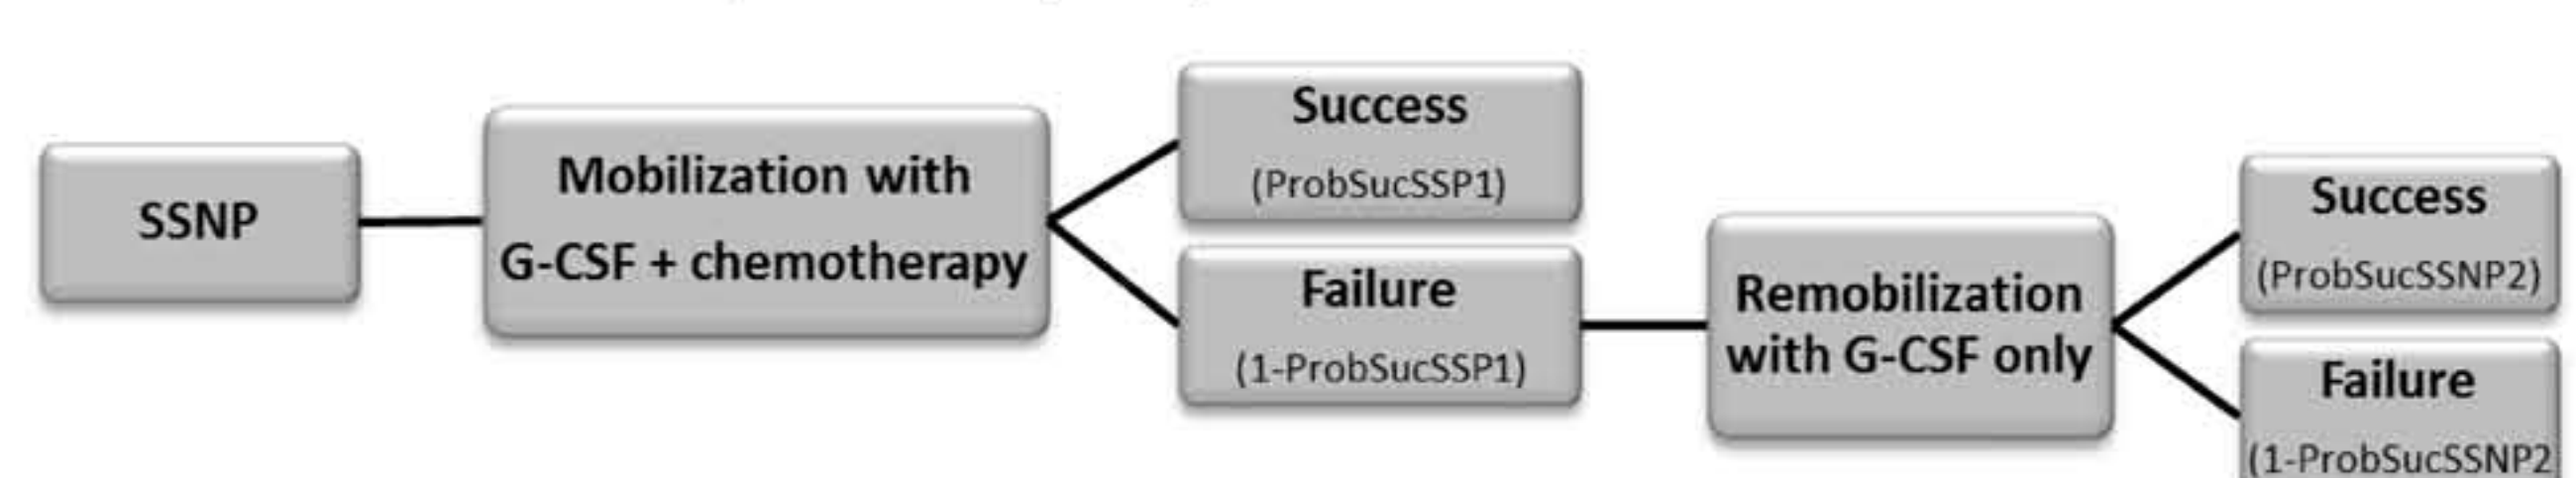 SSNP
Mobilization with
G-CSF + chemotherapy
Success
(ProbSucSSP1)
Failure
(1-ProbSucSSP1)
Remobilization
with G-CSF only
Success
(ProbSucSSNP2)
Failure
(1-ProbSucSSNP2